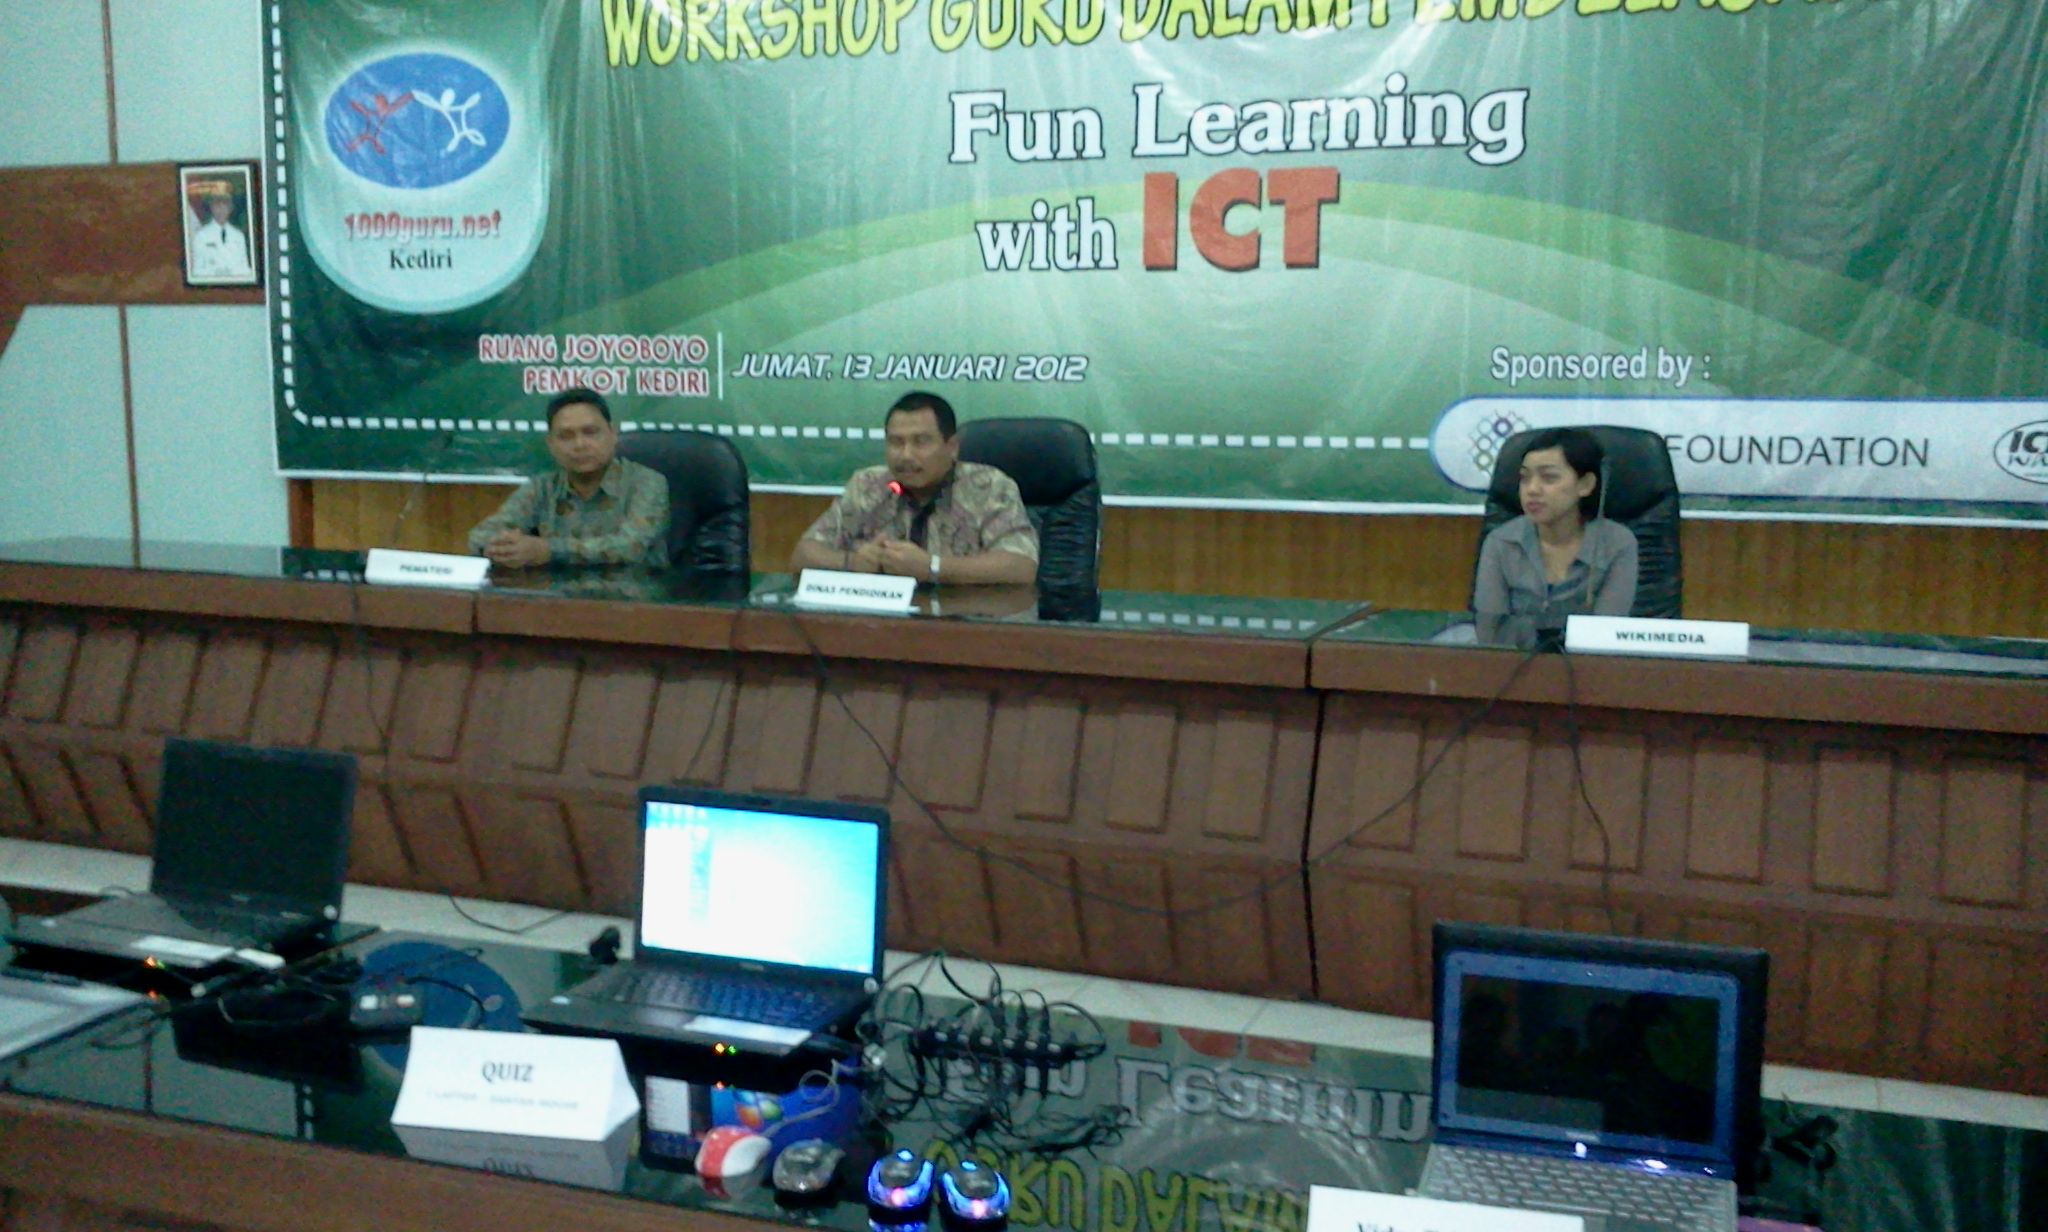 WORKSHOP GURU DALAM
Fun Learning
with ICT
1000guru.net
Kediri
RUANG JOYOBOYO
PEMKOT KEDIRI
JUMAT, 13 JANUARI 2012
Sponsored by :
FOUNDATION
PEMATERI
DINAS PENDIDIKAN
WIKIMEDIA
QUIZ